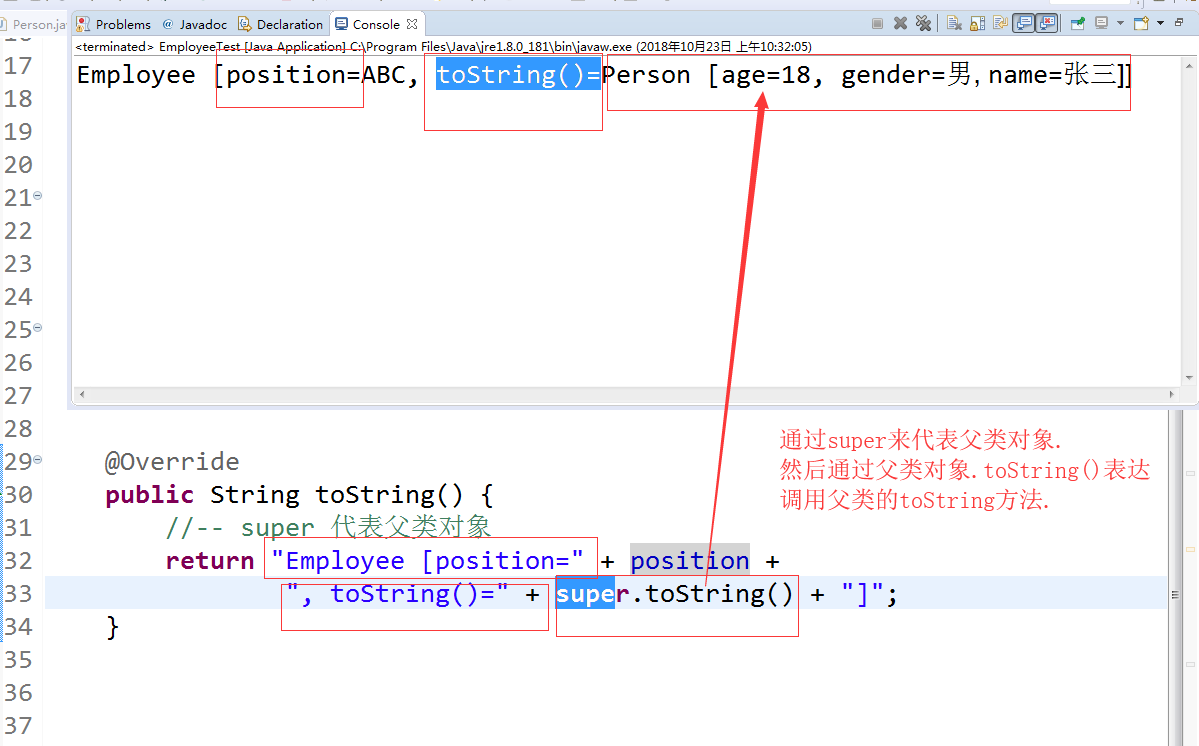 Person.ja
Problems @ Javadoc Declaration Console
<terminated> EmployeeTest [Java Application] C:\Program Files\Java\jre1.8.0_181\bin\javaw.exe (2018年10月23日 上午10:32:05)
Employee [position=ABC, toString()=Person [age=18, gender=男,name=张三]]
17
18
19
20
21
22
23
24
25
26
27
28
通过super来代表父类对象.
29 @Override
然后通过父类对象.toString()表达
30 public String toString() {
调用父类的toString方法.
31 //-- super 代表父类对象
32 return "Employee [position=" + position +
33 ", toString()=" + super.toString() + "]";
34 }
35
36
37